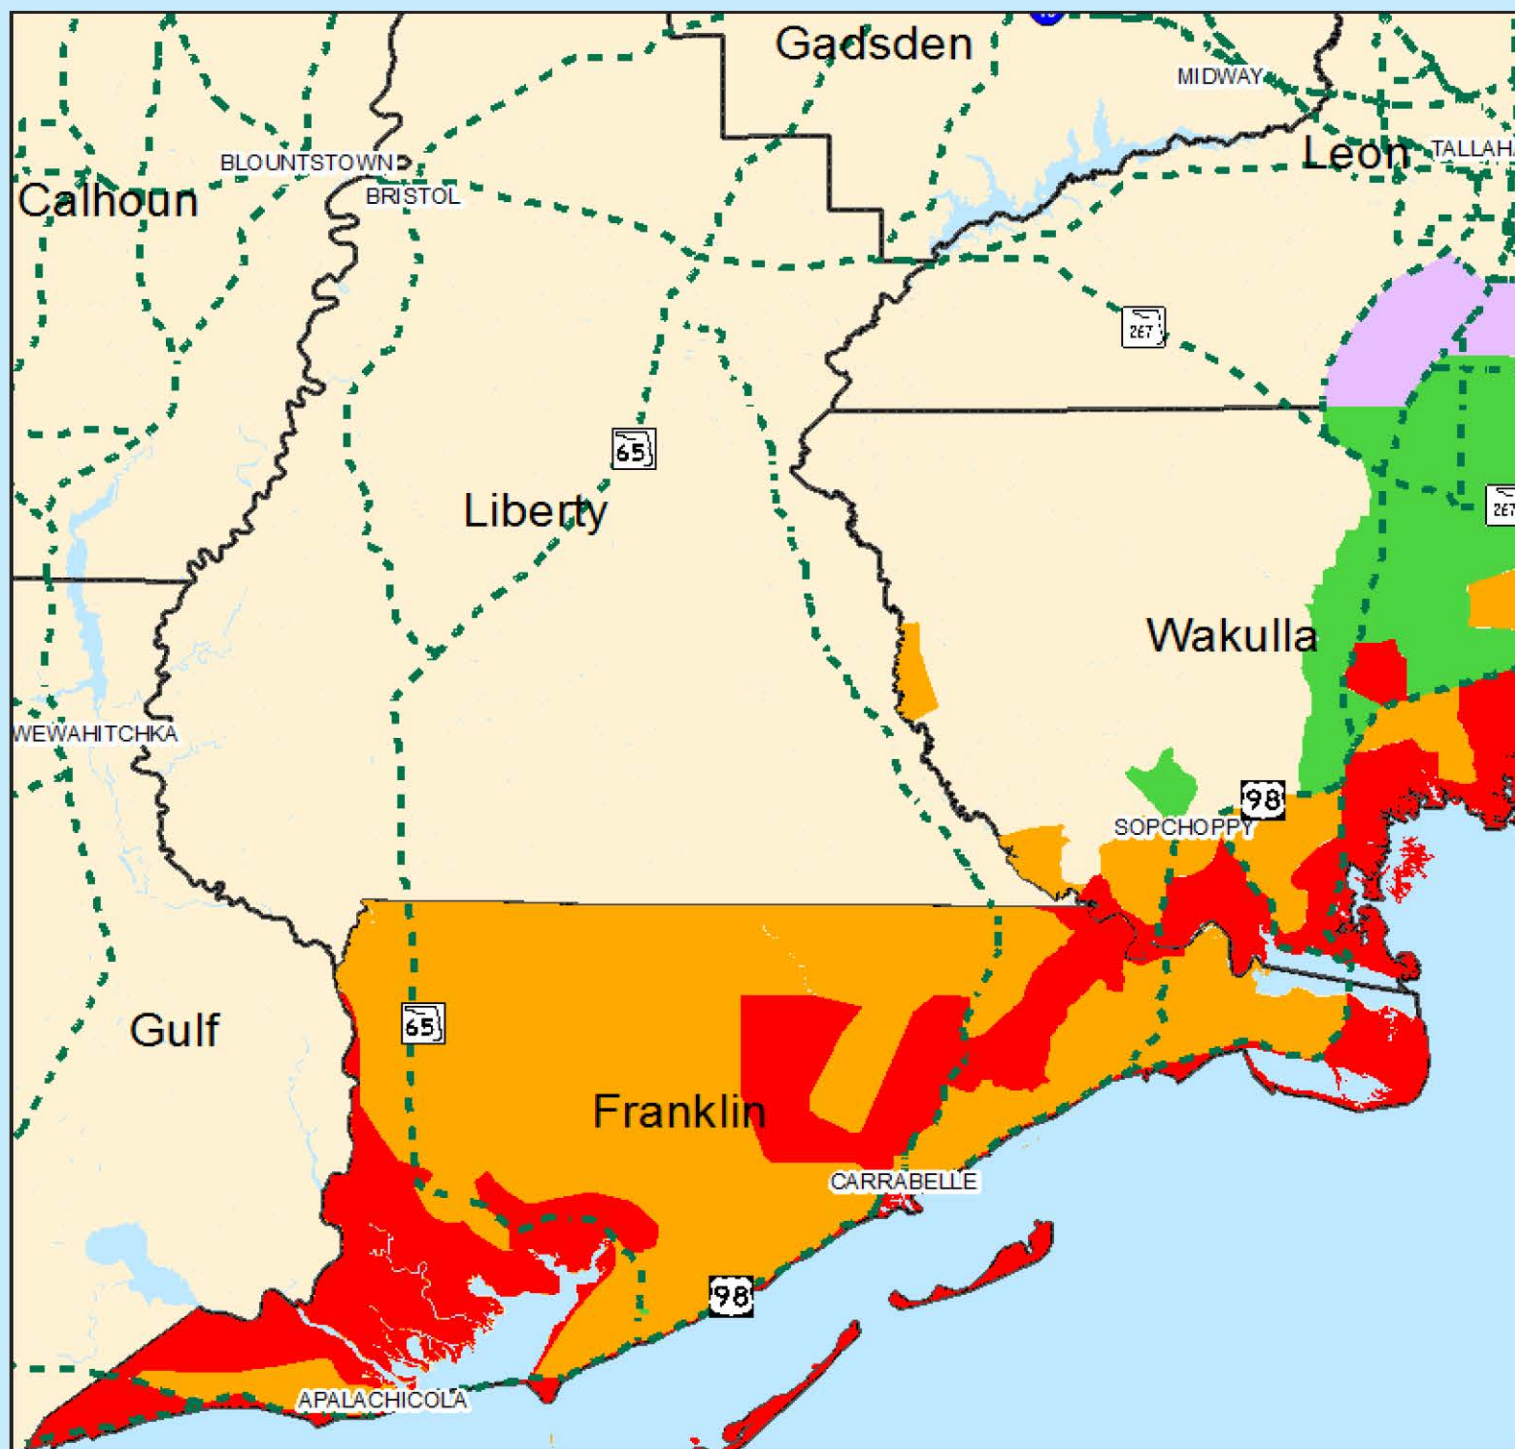 Gadsden
MIDWAY
Leon
TALLAHA
BLOUNTSTOWN
Calhoun
BRISTOL
267
65
Liberty
267
Wakulla
WEWAHITCHKA
98
SOPCHOPPY
65
Gulf
Franklin
CARRABELLE
98
APALACHICOLA